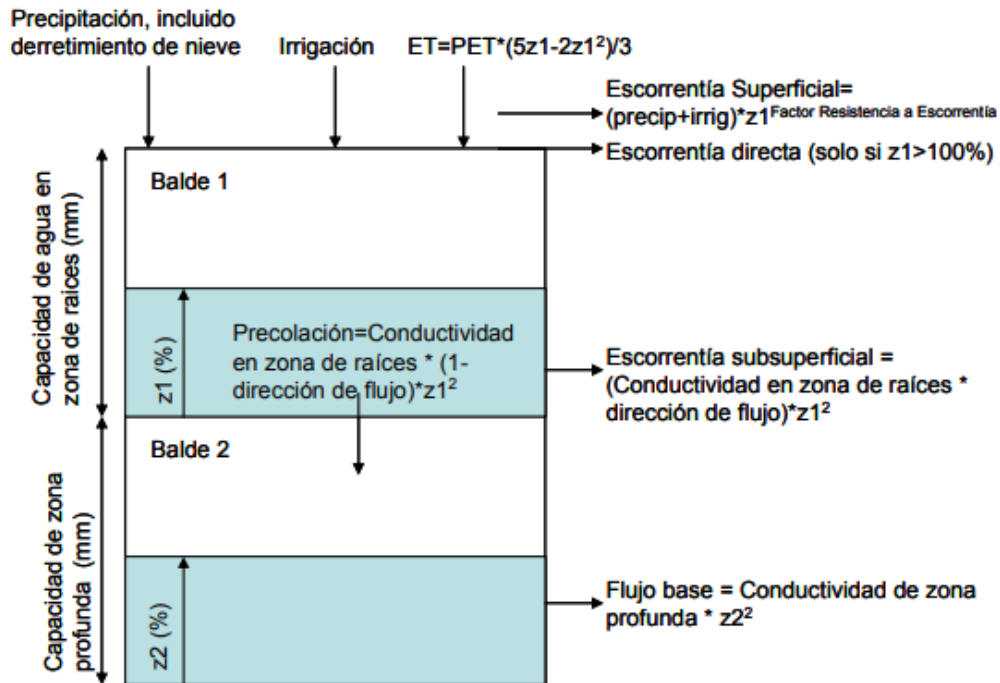 Precipitación, incluido
derretimiento de nieve
Irrigación
ET=PET*(5z1-2z1²)/3
Escorrentía Superficial=
(precip+irrig)*z1^Factor Resistencia a Escorrentía
Escorrentía directa (solo si z1>100%)
Capacidad de agua en
zona de raices (mm)
Balde 1
z1 (%)
Precolación=Conductividad
en zona de raíces * (1-
dirección de flujo)*z1²
Escorrentía subsuperficial =
(Conductividad en zona de raíces *
dirección de flujo)*z1²
Capacidad de zona
profunda (mm)
Balde 2
z2 (%)
Flujo base = Conductividad de zona
profunda * z2²